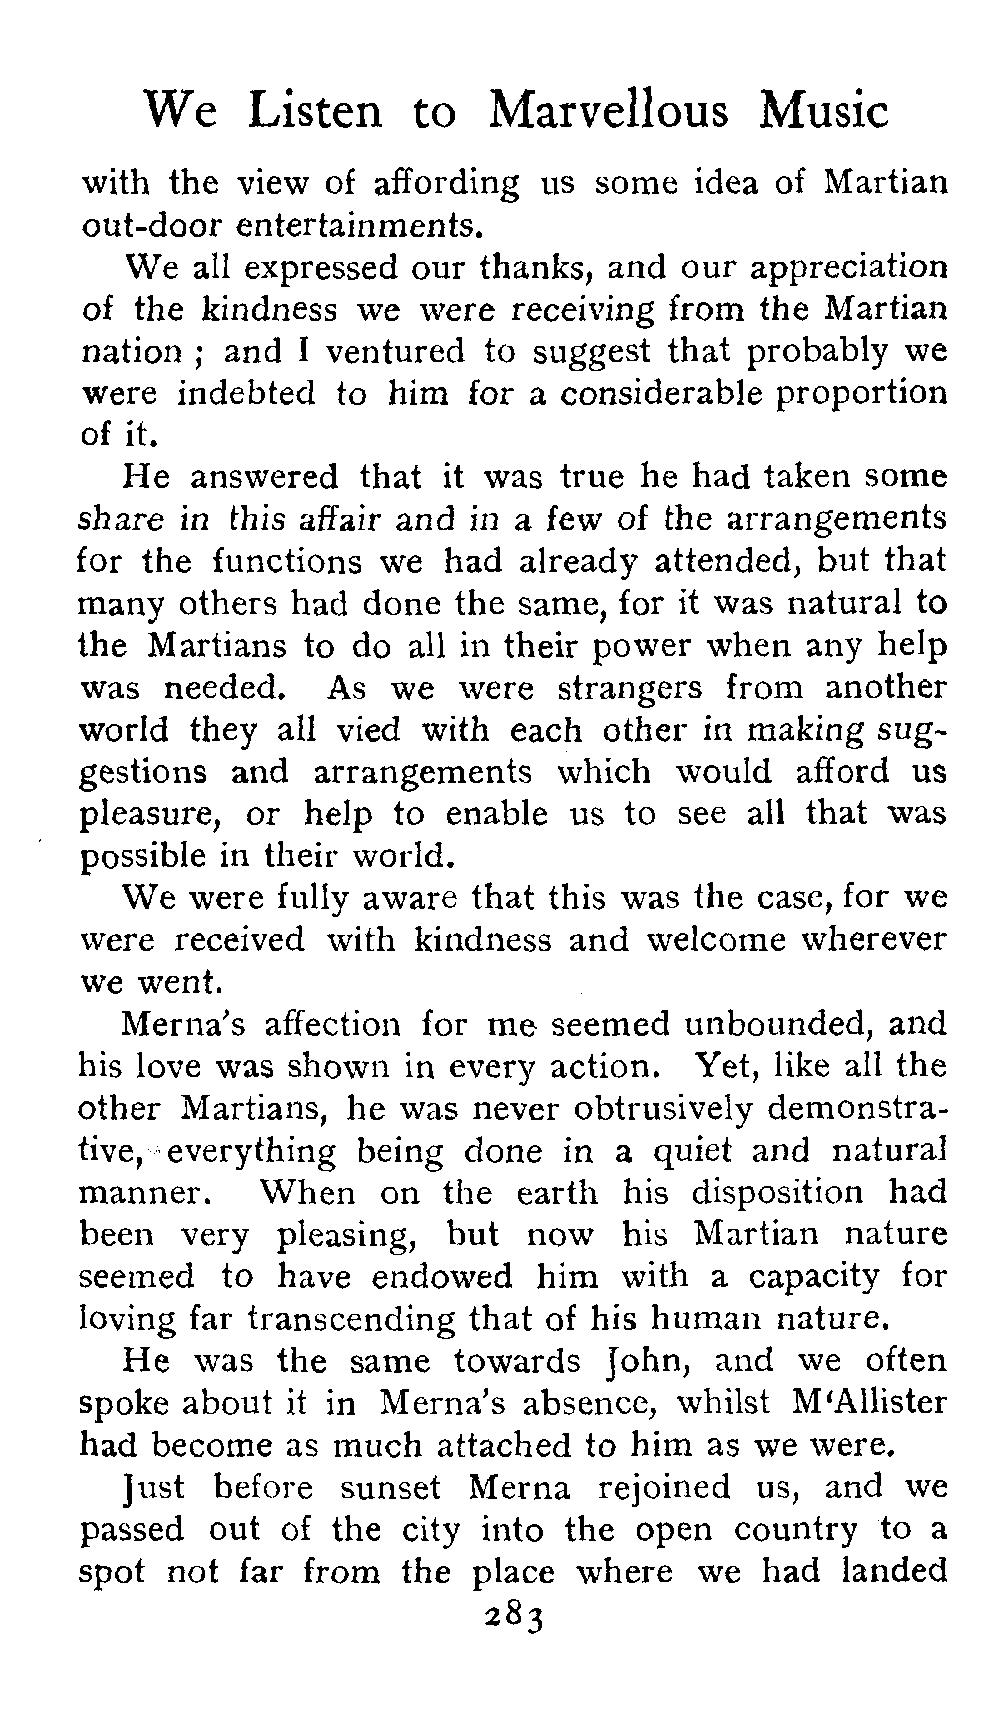 We Listen to Marvellous Music
with the view of affording us some idea of Martian
out-door entertainments.
We all expressed our thanks, and our appreciation
of the kindness we were receiving from the Martian
nation ; and I ventured to suggest that probably we
were indebted to him for a considerable proportion
of it.
He answered that it was true he had taken some
share in this affair and in a few of the arrangements
for the functions we had already attended, but that
many others had done the same, for it was natural to
the Martians to do all in their power when any help
was needed. As we were strangers from another
world they all vied with each other in making sug-
gestions and arrangements which would afford us
pleasure, or help to enable us to see all that was
possible in their world.
We were fully aware that this was the case, for we
were received with kindness and welcome wherever
we went.
Merna's affection for me seemed unbounded, and
his love was shown in every action. Yet, like all the
other Martians, he was never obtrusively demonstra-
tive, everything being done in a quiet and natural
manner. When on the earth his disposition had
been very pleasing, but now his Martian nature
seemed to have endowed him with a capacity for
loving far transcending that of his human nature.
He was the same towards John, and we often
spoke about it in Merna's absence, whilst M‘Allister
had become as much attached to him as we were.
Just before sunset Merna rejoined us, and we
passed out of the city into the open country to a
spot not far from the place where we had landed
283